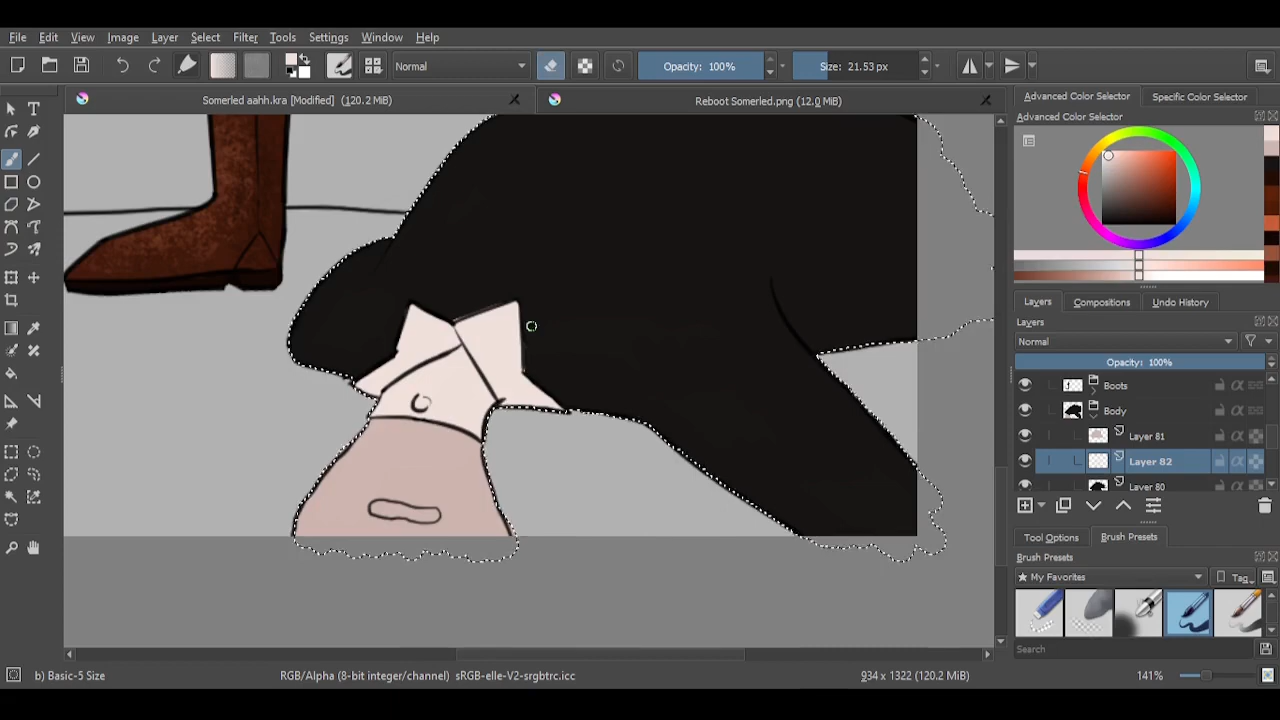 File Edit View Image Layer Select Filter Tools Settings Window Help
Normal Opacity: 100% Size: 21.53 px
Somerled aahh.kra [Modified] (120.2 MiB) Reboot Somerled.png (12.0 MiB)
Advanced Color Selector Specific Color Selector
Advanced Color Selector
Layers Compositions Undo History
Layers
Normal
Opacity: 100%
Boots
Body
Layer 81
Layer 82
Layer 80
Tool Options Brush Presets
Brush Presets
My Favorites Tag
Search
b) Basic-5 Size RGB/Alpha (8-bit integer/channel) sRGB-elle-V2-srgbtrc.icc 934 x 1322 (120.2 MiB) 141%